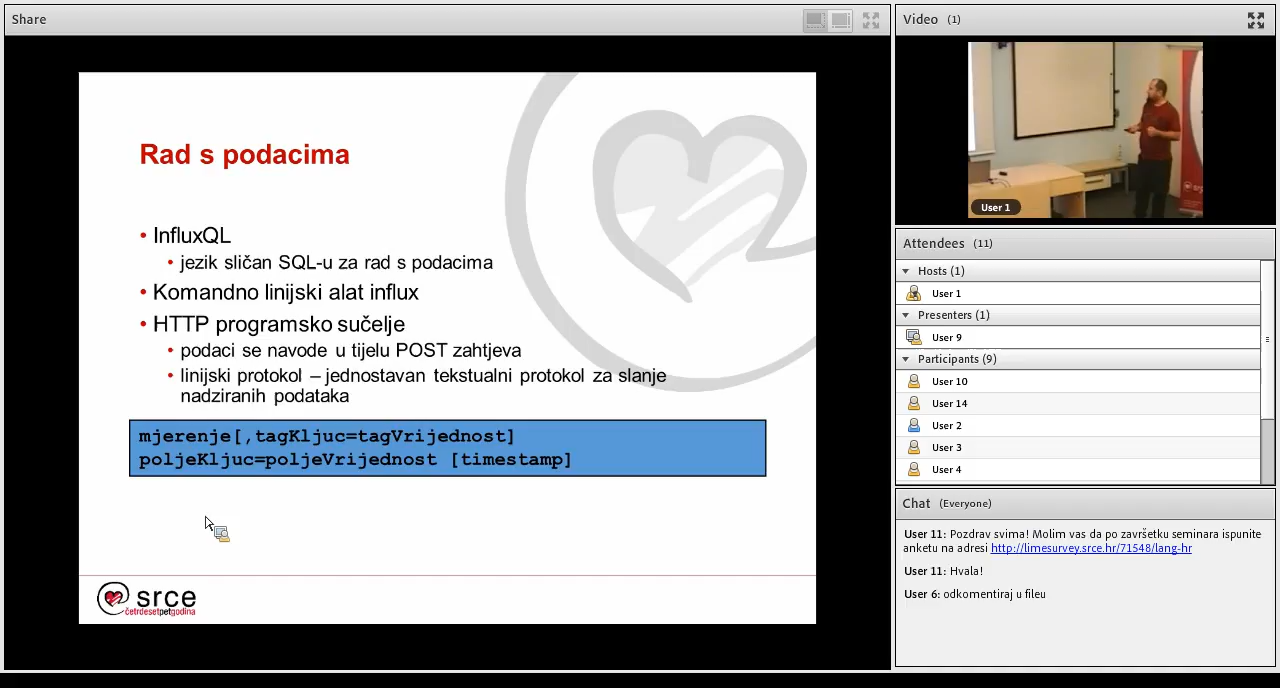 Share
Rad s podacima
• InfluxQL
• jezik sličan SQL-u za rad s podacima
• Komandno linijski alat influx
• HTTP programsko sučelje
• podaci se navode u tijelu POST zahtjeva
• linijski protokol – jednostavan tekstualni protokol za slanje
nadziranih podataka
mjerenje[,tagKljuc=tagVrijednost]
poljeKljuc=poljeVrijednost [timestamp]
srce
četrdesetpetgodina
Video (1)
User 1
Attendees (11)
Hosts (1)
User 1
Presenters (1)
User 9
Participants (9)
User 10
User 14
User 2
User 3
User 4
Chat (Everyone)
User 11: Pozdrav svima! Molim vas da po završetku seminara ispunite
anketu na adresi http://limesurvey.srce.hr/71548/lang-hr
User 11: Hvala!
User 6: odkomentiraj u fileu